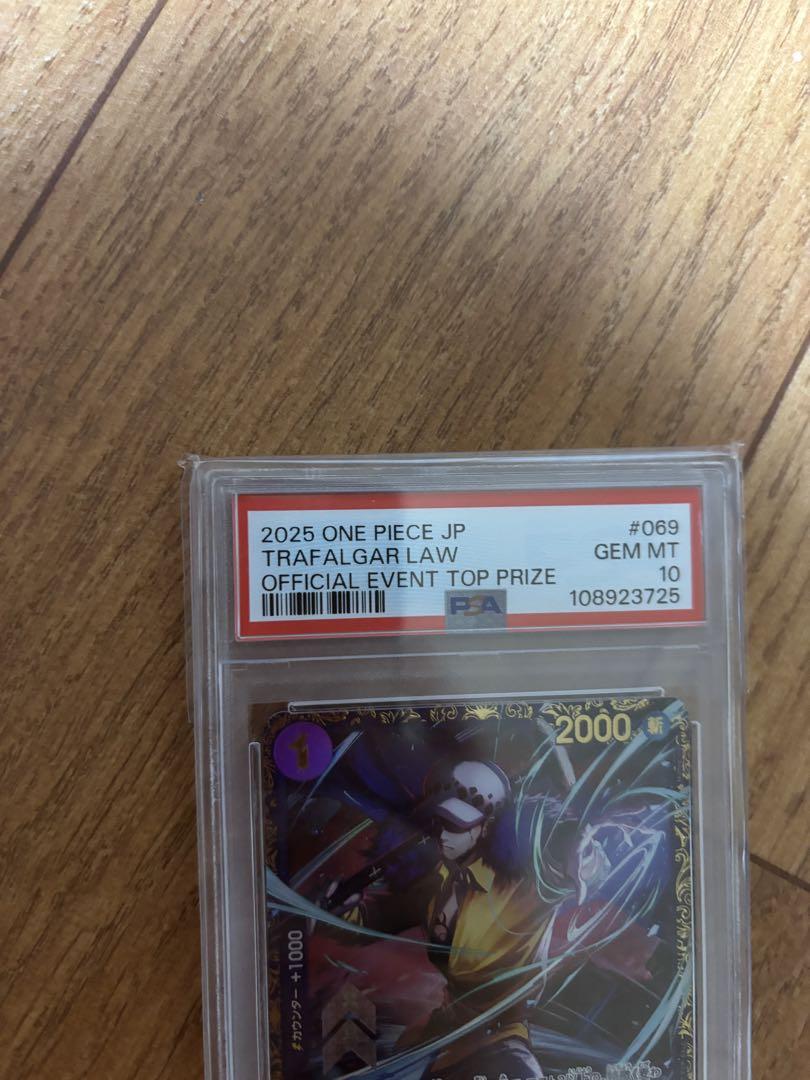 2025 ONE PIECE JP
#069
TRAFALGAR LAW
GEM MT
OFFICIAL EVENT TOP PRIZE
10
PSA
108923725
1
2000
斬
カウンター +1000